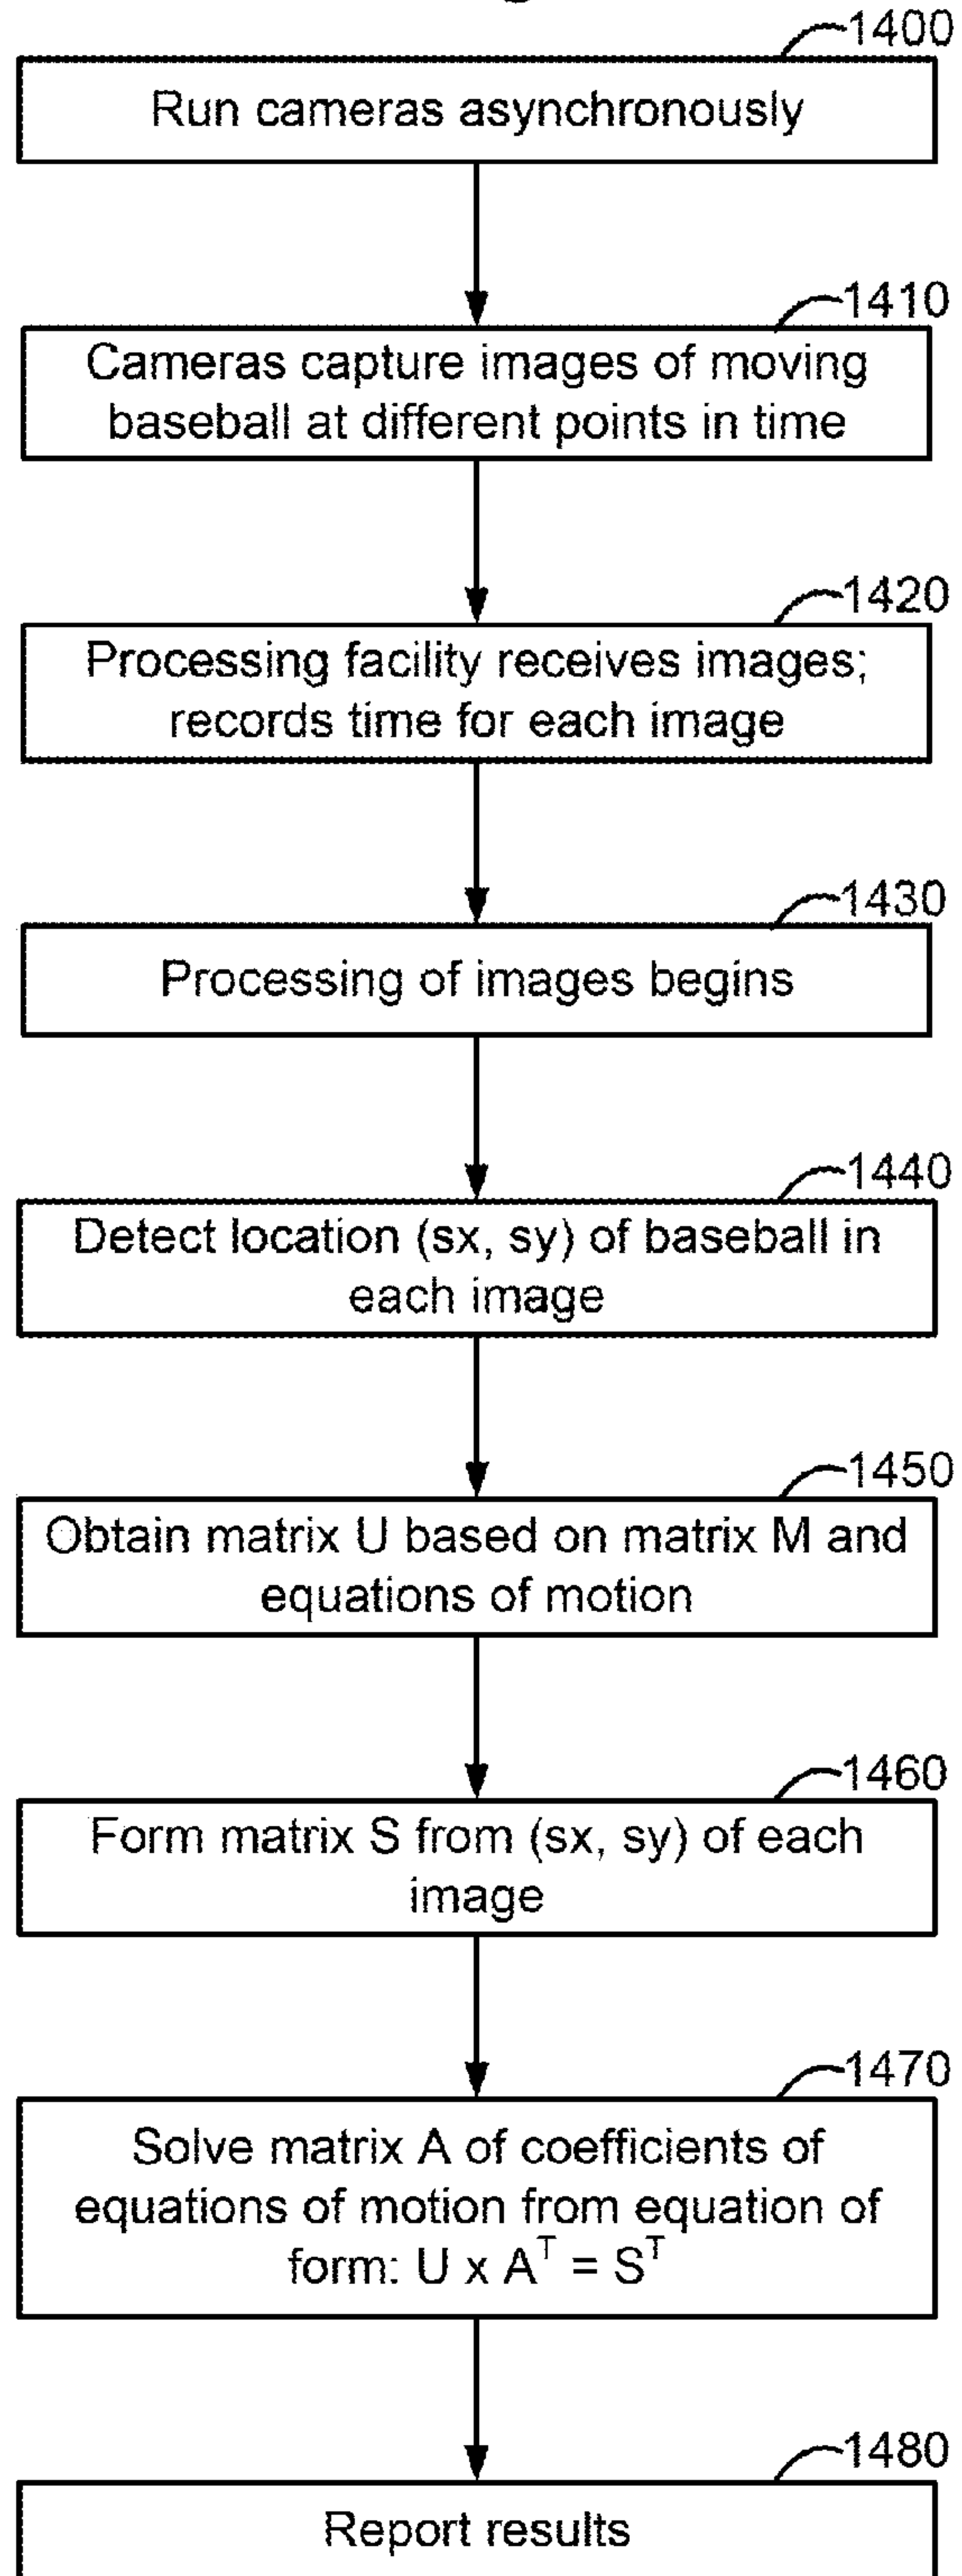 1400
Run cameras asynchronously
1410
Cameras capture images of moving
baseball at different points in time
1420
Processing facility receives images;
records time for each image
1430
Processing of images begins
1440
Detect location (sx, sy) of baseball in
each image
1450
Obtain matrix U based on matrix M and
equations of motion
1460
Form matrix S from (sx, sy) of each
image
1470
Solve matrix A of coefficients of
equations of motion from equation of
form: U x A^T = S^T
1480
Report results